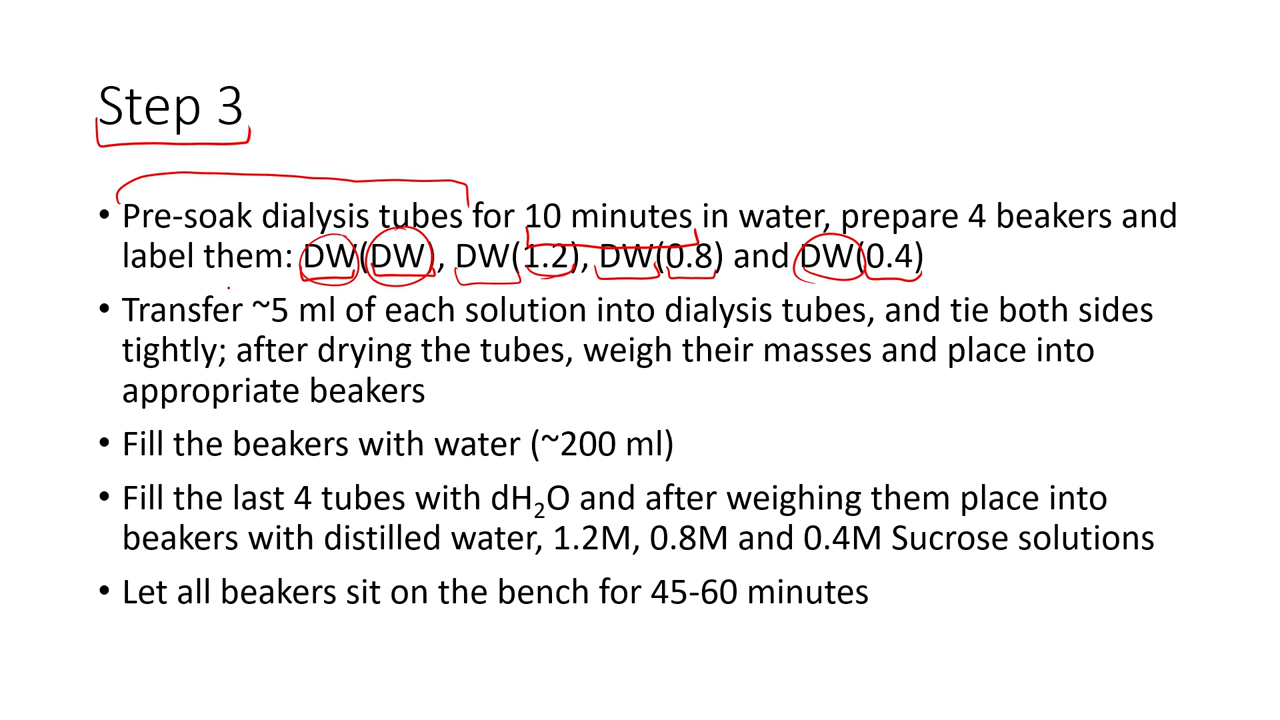 Step 3
• Pre-soak dialysis tubes for 10 minutes in water, prepare 4 beakers and
label them: DW(DW), DW(1.2), DW(0.8) and DW(0.4)
• Transfer ~5 ml of each solution into dialysis tubes, and tie both sides
tightly; after drying the tubes, weigh their masses and place into
appropriate beakers
• Fill the beakers with water (~200 ml)
• Fill the last 4 tubes with dH₂O and after weighing them place into
beakers with distilled water, 1.2M, 0.8M and 0.4M Sucrose solutions
• Let all beakers sit on the bench for 45-60 minutes